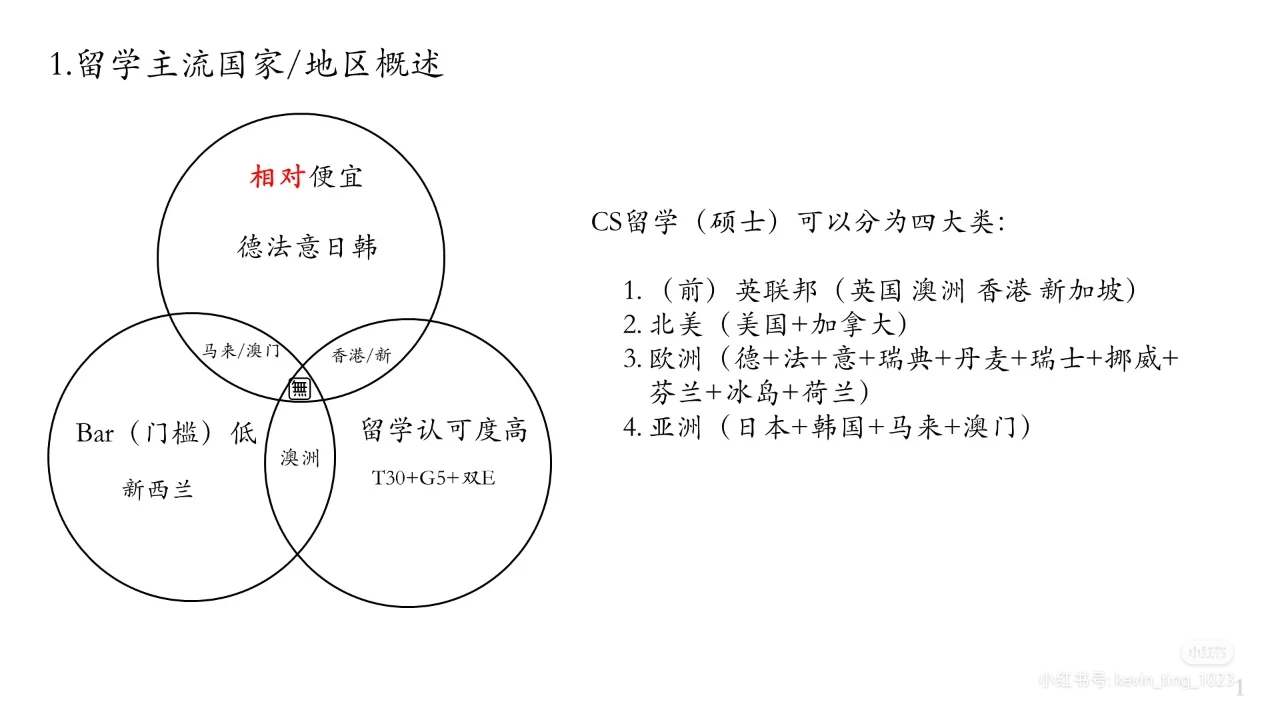 1.留学主流国家/地区概述
相对便宜
德法意日韩
马来/澳门
香港/新
無
Bar（门槛）低
新西兰
澳洲
留学认可度高
T30+G5+双E
CS留学（硕士）可以分为四大类：
1.（前）英联邦（英国 澳洲 香港 新加坡）
2. 北美（美国+加拿大）
3. 欧洲（德+法+意+瑞典+丹麦+瑞士+挪威+
芬兰+冰岛+荷兰）
4. 亚洲（日本+韩国+马来+澳门）
小红书
小红书号: kevin_ting_1023
1